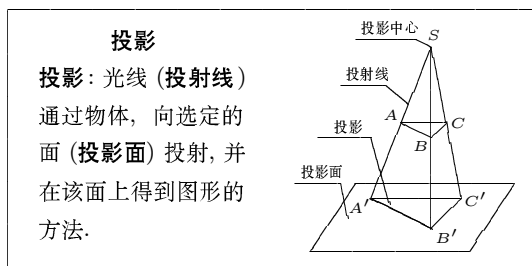 投影
投影: 光线 (投射线)
通过物体, 向选定的
面 (投影面) 投射, 并
在该面上得到图形的
方法.
投影中心
S
投射线
A
C
B
投影
投影面
A′
C′
B′